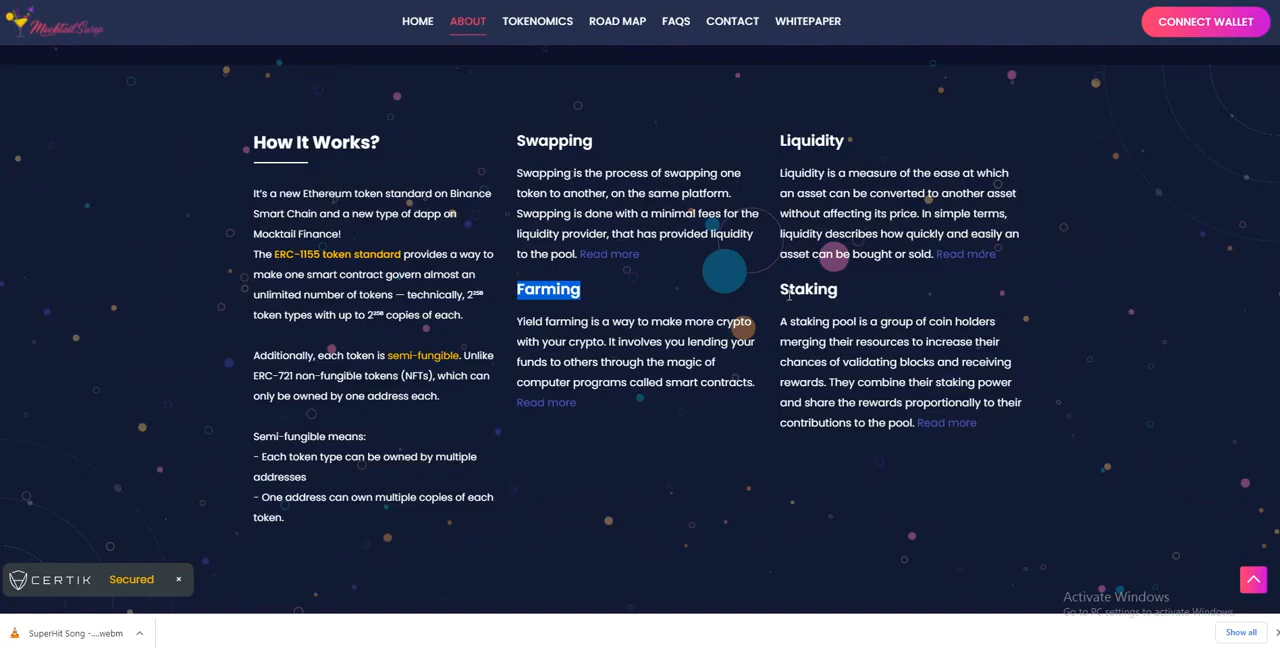 Mocktail Swap
HOME ABOUT TOKENOMICS ROAD MAP FAQS CONTACT WHITEPAPER
CONNECT WALLET
How It Works?
It's a new Ethereum token standard on Binance
Smart Chain and a new type of dapp on
Mocktail Finance!
The ERC-1155 token standard provides a way to
make one smart contract govern almost an
unlimited number of tokens — technically, 2²⁵⁶
token types with up to 2²⁵⁶ copies of each.
Additionally, each token is semi-fungible. Unlike
ERC-721 non-fungible tokens (NFTs), which can
only be owned by one address each.
Semi-fungible means:
- Each token type can be owned by multiple
addresses
- One address can own multiple copies of each
token.
Swapping
Swapping is the process of swapping one
token to another, on the same platform.
Swapping is done with a minimal fees for the
liquidity provider, that has provided liquidity
to the pool. Read more
Farming
Yield farming is a way to make more crypto
with your crypto. It involves you lending your
funds to others through the magic of
computer programs called smart contracts.
Read more
Liquidity
Liquidity is a measure of the ease at which
an asset can be converted to another asset
without affecting its price. In simple terms,
liquidity describes how quickly and easily an
asset can be bought or sold. Read more
Staking
A staking pool is a group of coin holders
merging their resources to increase their
chances of validating blocks and receiving
rewards. They combine their staking power
and share the rewards proportionally to their
contributions to the pool. Read more
CERTIK Secured ×
Activate Windows
Go to PC settings to activate Windows.
SuperHit Song -....webm
Show all